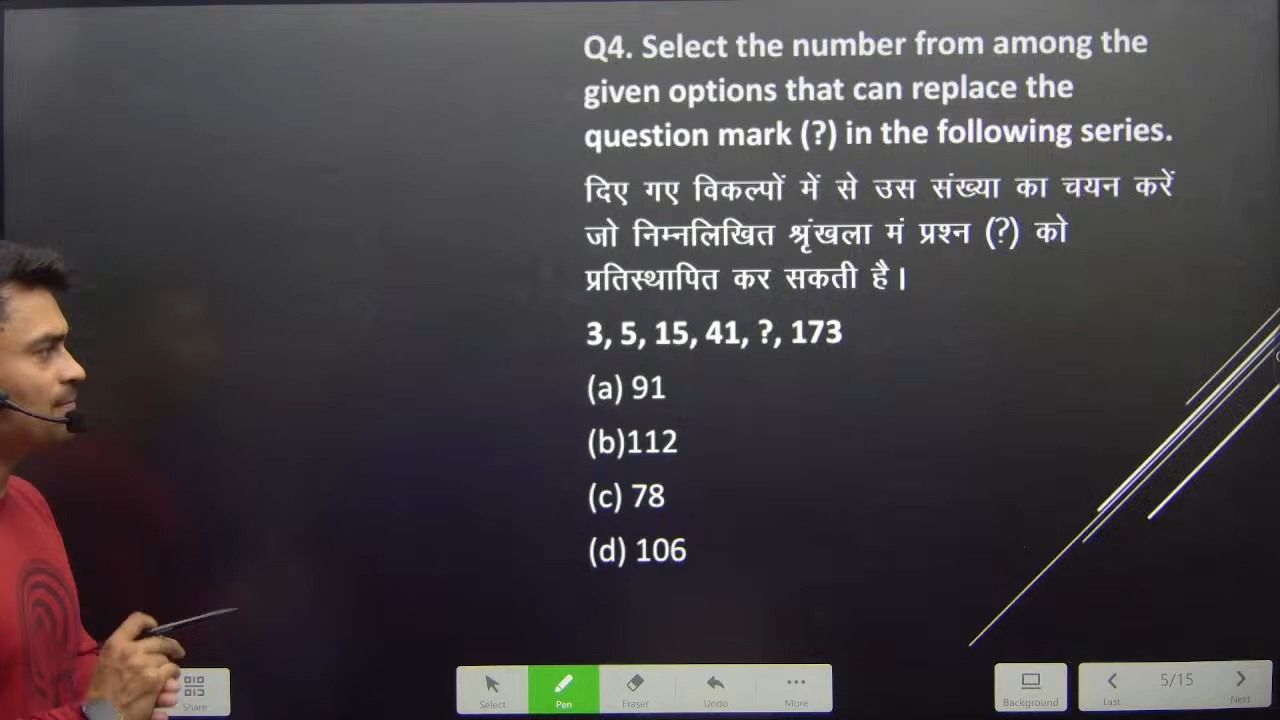 Q4. Select the number from among the
given options that can replace the
question mark (?) in the following series.
दिए गए विकल्पों में से उस संख्या का चयन करें
जो निम्नलिखित श्रृंखला मं प्रश्न (?) को
प्रतिस्थापित कर सकती है।
3, 5, 15, 41, ?, 173
(a) 91
(b)112
(c) 78
(d) 106
Share
Select
Pen
Eraser
Undo
More
Background
Last
5/15
Next